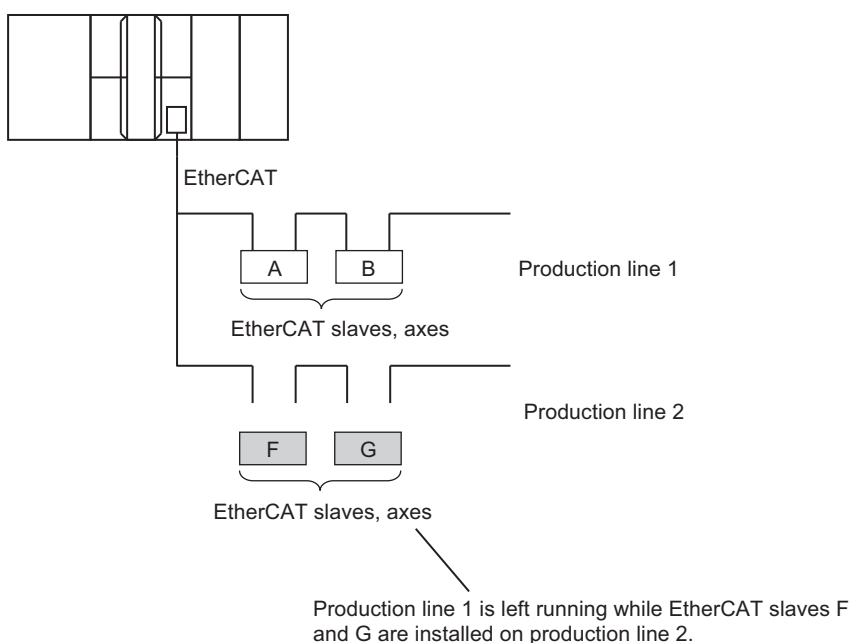 EtherCAT
A
B
Production line 1
EtherCAT slaves, axes
Production line 2
F
G
EtherCAT slaves, axes
Production line 1 is left running while EtherCAT slaves F
and G are installed on production line 2.